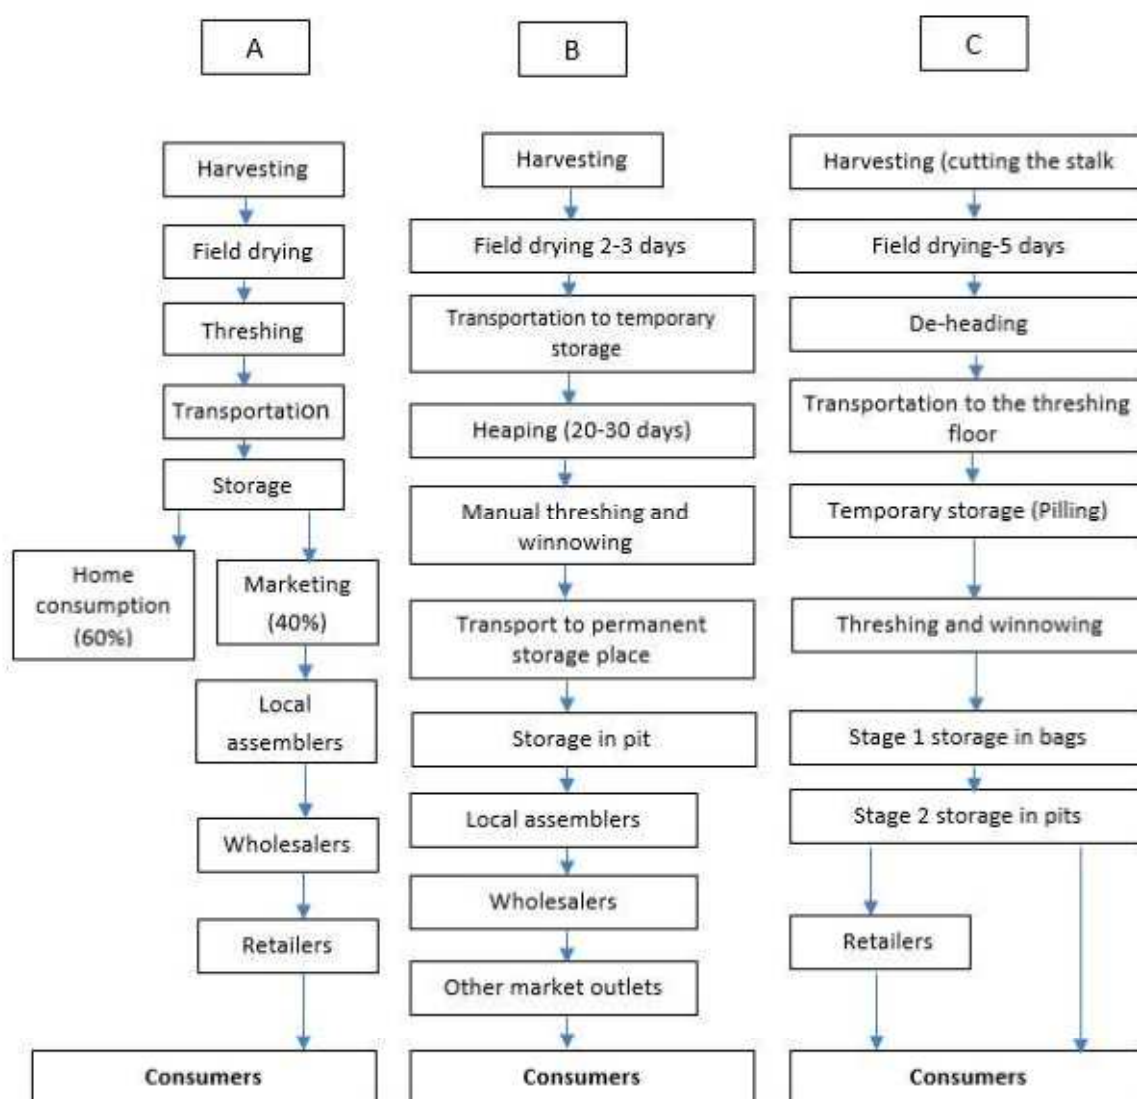 A
Harvesting
Field drying
Threshing
Transportation
Storage
Home
consumption
(60%)
Marketing
(40%)
Local
assemblers
Wholesalers
Retailers
Consumers
B
Harvesting
Field drying 2-3 days
Transportation to temporary
storage
Heaping (20-30 days)
Manual threshing and
winnowing
Transport to permanent
storage place
Storage in pit
Local assemblers
Wholesalers
Other market outlets
Consumers
C
Harvesting (cutting the stalk
Field drying-5 days
De-heading
Transportation to the threshing
floor
Temporary storage (Pilling)
Threshing and winnowing
Stage 1 storage in bags
Stage 2 storage in pits
Retailers
Consumers